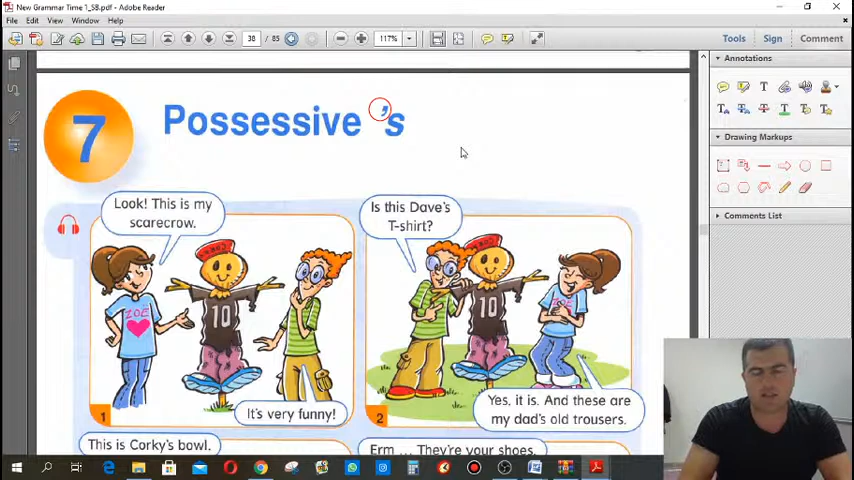 New Grammar Time 1_SB.pdf - Adobe Reader
File Edit View Window Help
38 / 85 117% Tools Sign Comment
Annotations
Drawing Markups
Comments List
7 Possessive 's
Look! This is my
scarecrow.
Is this Dave's
T-shirt?
10
10
ZOË
ZOË
It's very funny!
Yes, it is. And these are
my dad's old trousers.
1
2
This is Corky's bowl.
Erm ... They're your shoes.